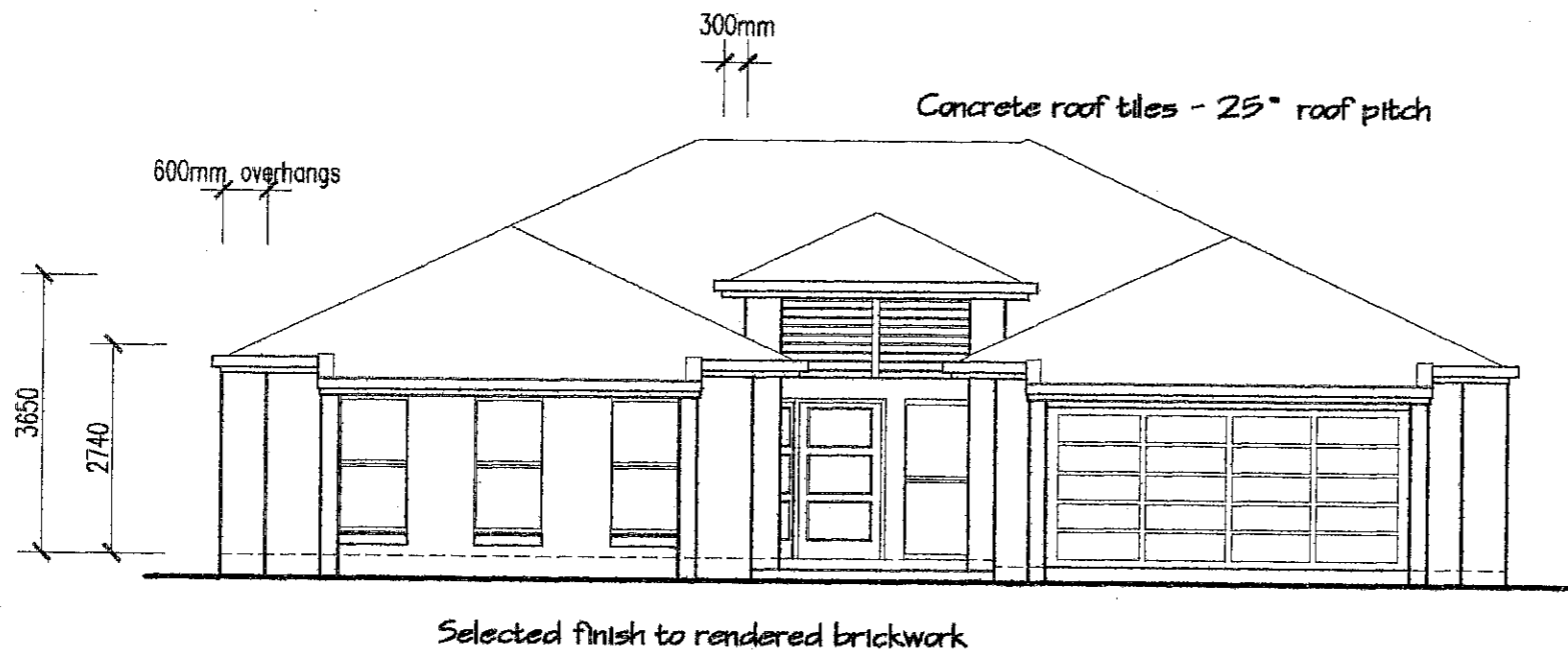 300mm
Concrete roof tiles - 25° roof pitch
600mm overhangs
3650
2740
Selected finish to rendered brickwork